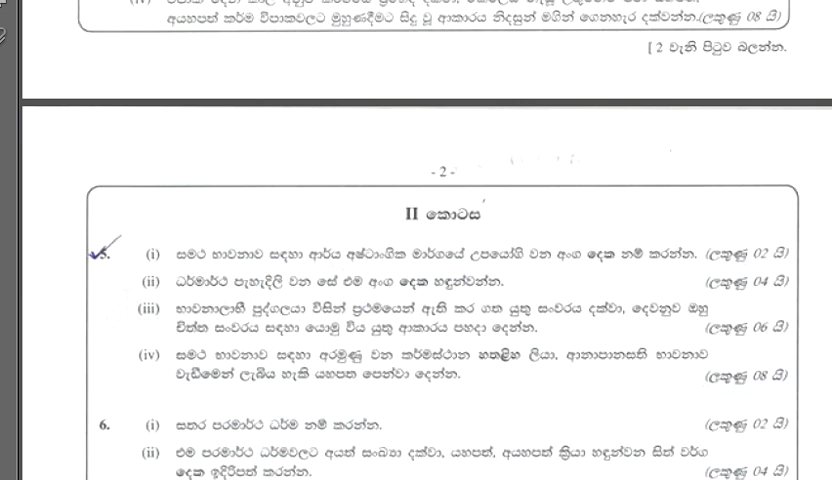 අයහපත් කර්ම විපාකවලට මුහුණදීමට සිදු වූ ආකාරය නිදසුන් මගින් ගෙනහැර දක්වන්න.(ලකුණු 08 යි)
[ 2 වැනි පිටුව බලන්න.
- 2 -
II කොටස
5. (i) සමථ භාවනාව සඳහා ආර්ය අෂ්ටාංගික මාර්ගයේ උපයෝගී වන අංග දෙක නම් කරන්න. (ලකුණු 02 යි)
(ii) ධර්මාර්ථ පැහැදිලි වන සේ එම අංග දෙක හඳුන්වන්න. (ලකුණු 04 යි)
(iii) භාවනාලාභී පුද්ගලයා විසින් ප්‍රථමයෙන් ඇති කර ගත යුතු සංවරය දක්වා, දෙවනුව ඔහු
චිත්ත සංවරය සඳහා යොමු විය යුතු ආකාරය පහදා දෙන්න. (ලකුණු 06 යි)
(iv) සමථ භාවනාව සඳහා අරමුණු වන කර්මස්ථාන හතළිහ ලියා, ආනාපානසති භාවනාව
වැඩීමෙන් ලැබිය හැකි යහපත පෙන්වා දෙන්න. (ලකුණු 08 යි)
6. (i) සතර පරමාර්ථ ධර්ම නම් කරන්න. (ලකුණු 02 යි)
(ii) එම පරමාර්ථ ධර්මවලට අයත් සංඛ්‍යා දක්වා, යහපත්, අයහපත් ක්‍රියා හඳුන්වන සිත් වර්ග
දෙක ඉදිරිපත් කරන්න. (ලකුණු 04 යි)